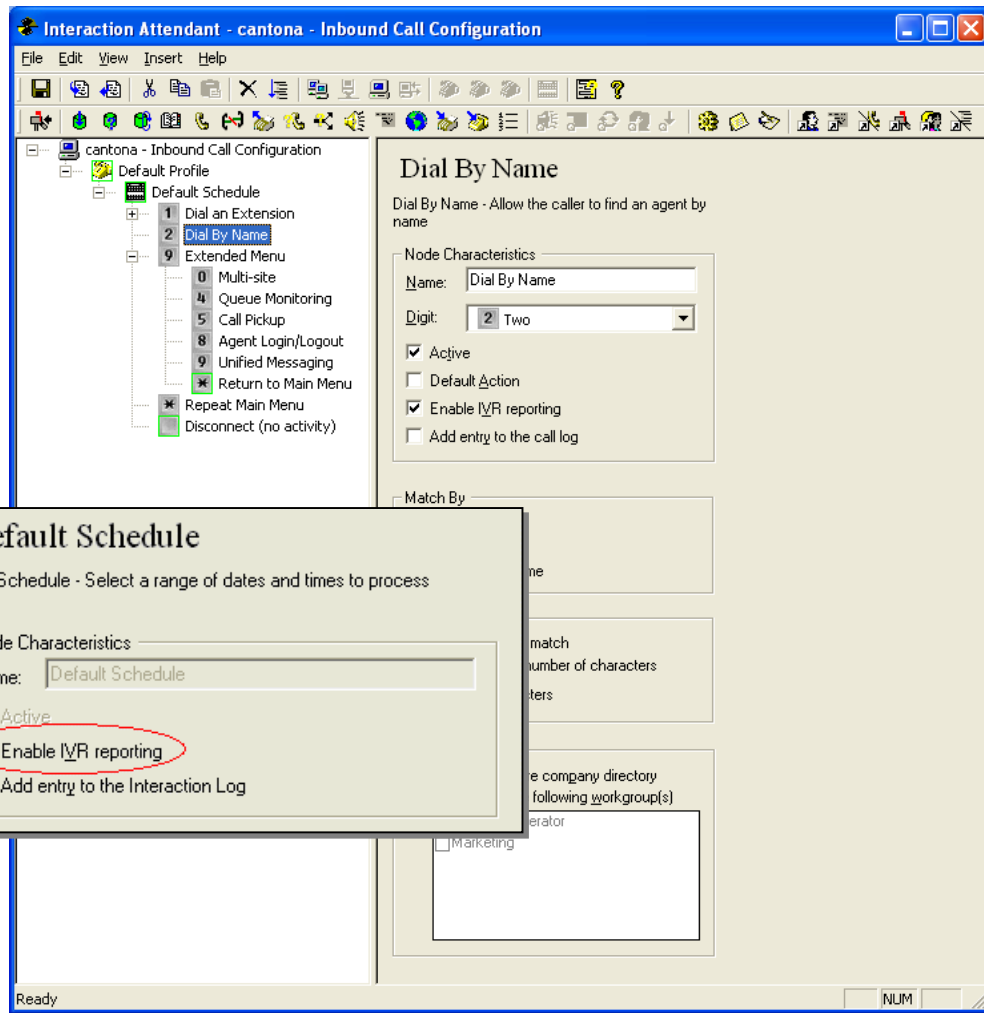 Interaction Attendant - cantona - Inbound Call Configuration
File Edit View Insert Help
cantona - Inbound Call Configuration
Default Profile
Default Schedule
1 Dial an Extension
2 Dial By Name
9 Extended Menu
0 Multi-site
4 Queue Monitoring
5 Call Pickup
8 Agent Login/Logout
9 Unified Messaging
* Return to Main Menu
* Repeat Main Menu
Disconnect (no activity)
Dial By Name
Dial By Name - Allow the caller to find an agent by
name
Node Characteristics
Name: Dial By Name
Digit: 2 Two
Active
Default Action
Enable IVR reporting
Add entry to the call log
Match By
match
number of characters
company directory
following workgroup(s)
Marketing
Schedule
Schedule - Select a range of dates and times to process
Characteristics
Default Schedule
Active
Enable IVR reporting
Add entry to the Interaction Log
Ready
NUM